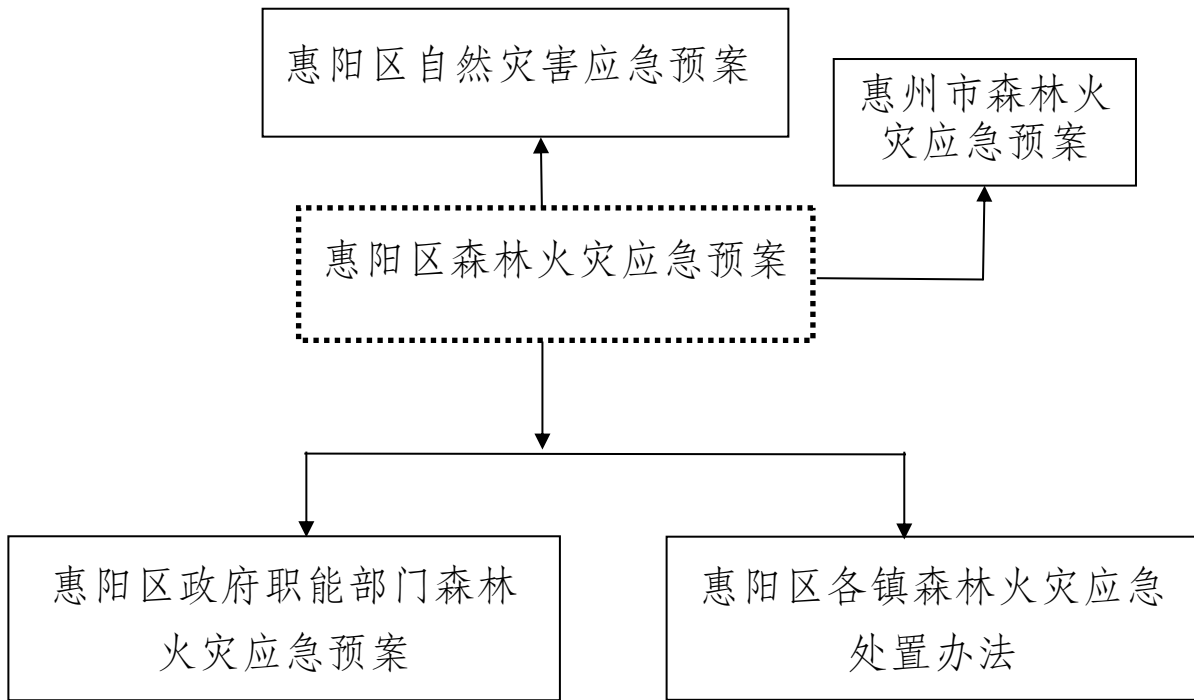 惠阳区自然灾害应急预案
惠州市森林火
灾应急预案
惠阳区森林火灾应急预案
惠阳区政府职能部门森林
火灾应急预案
惠阳区各镇森林火灾应急
处置办法